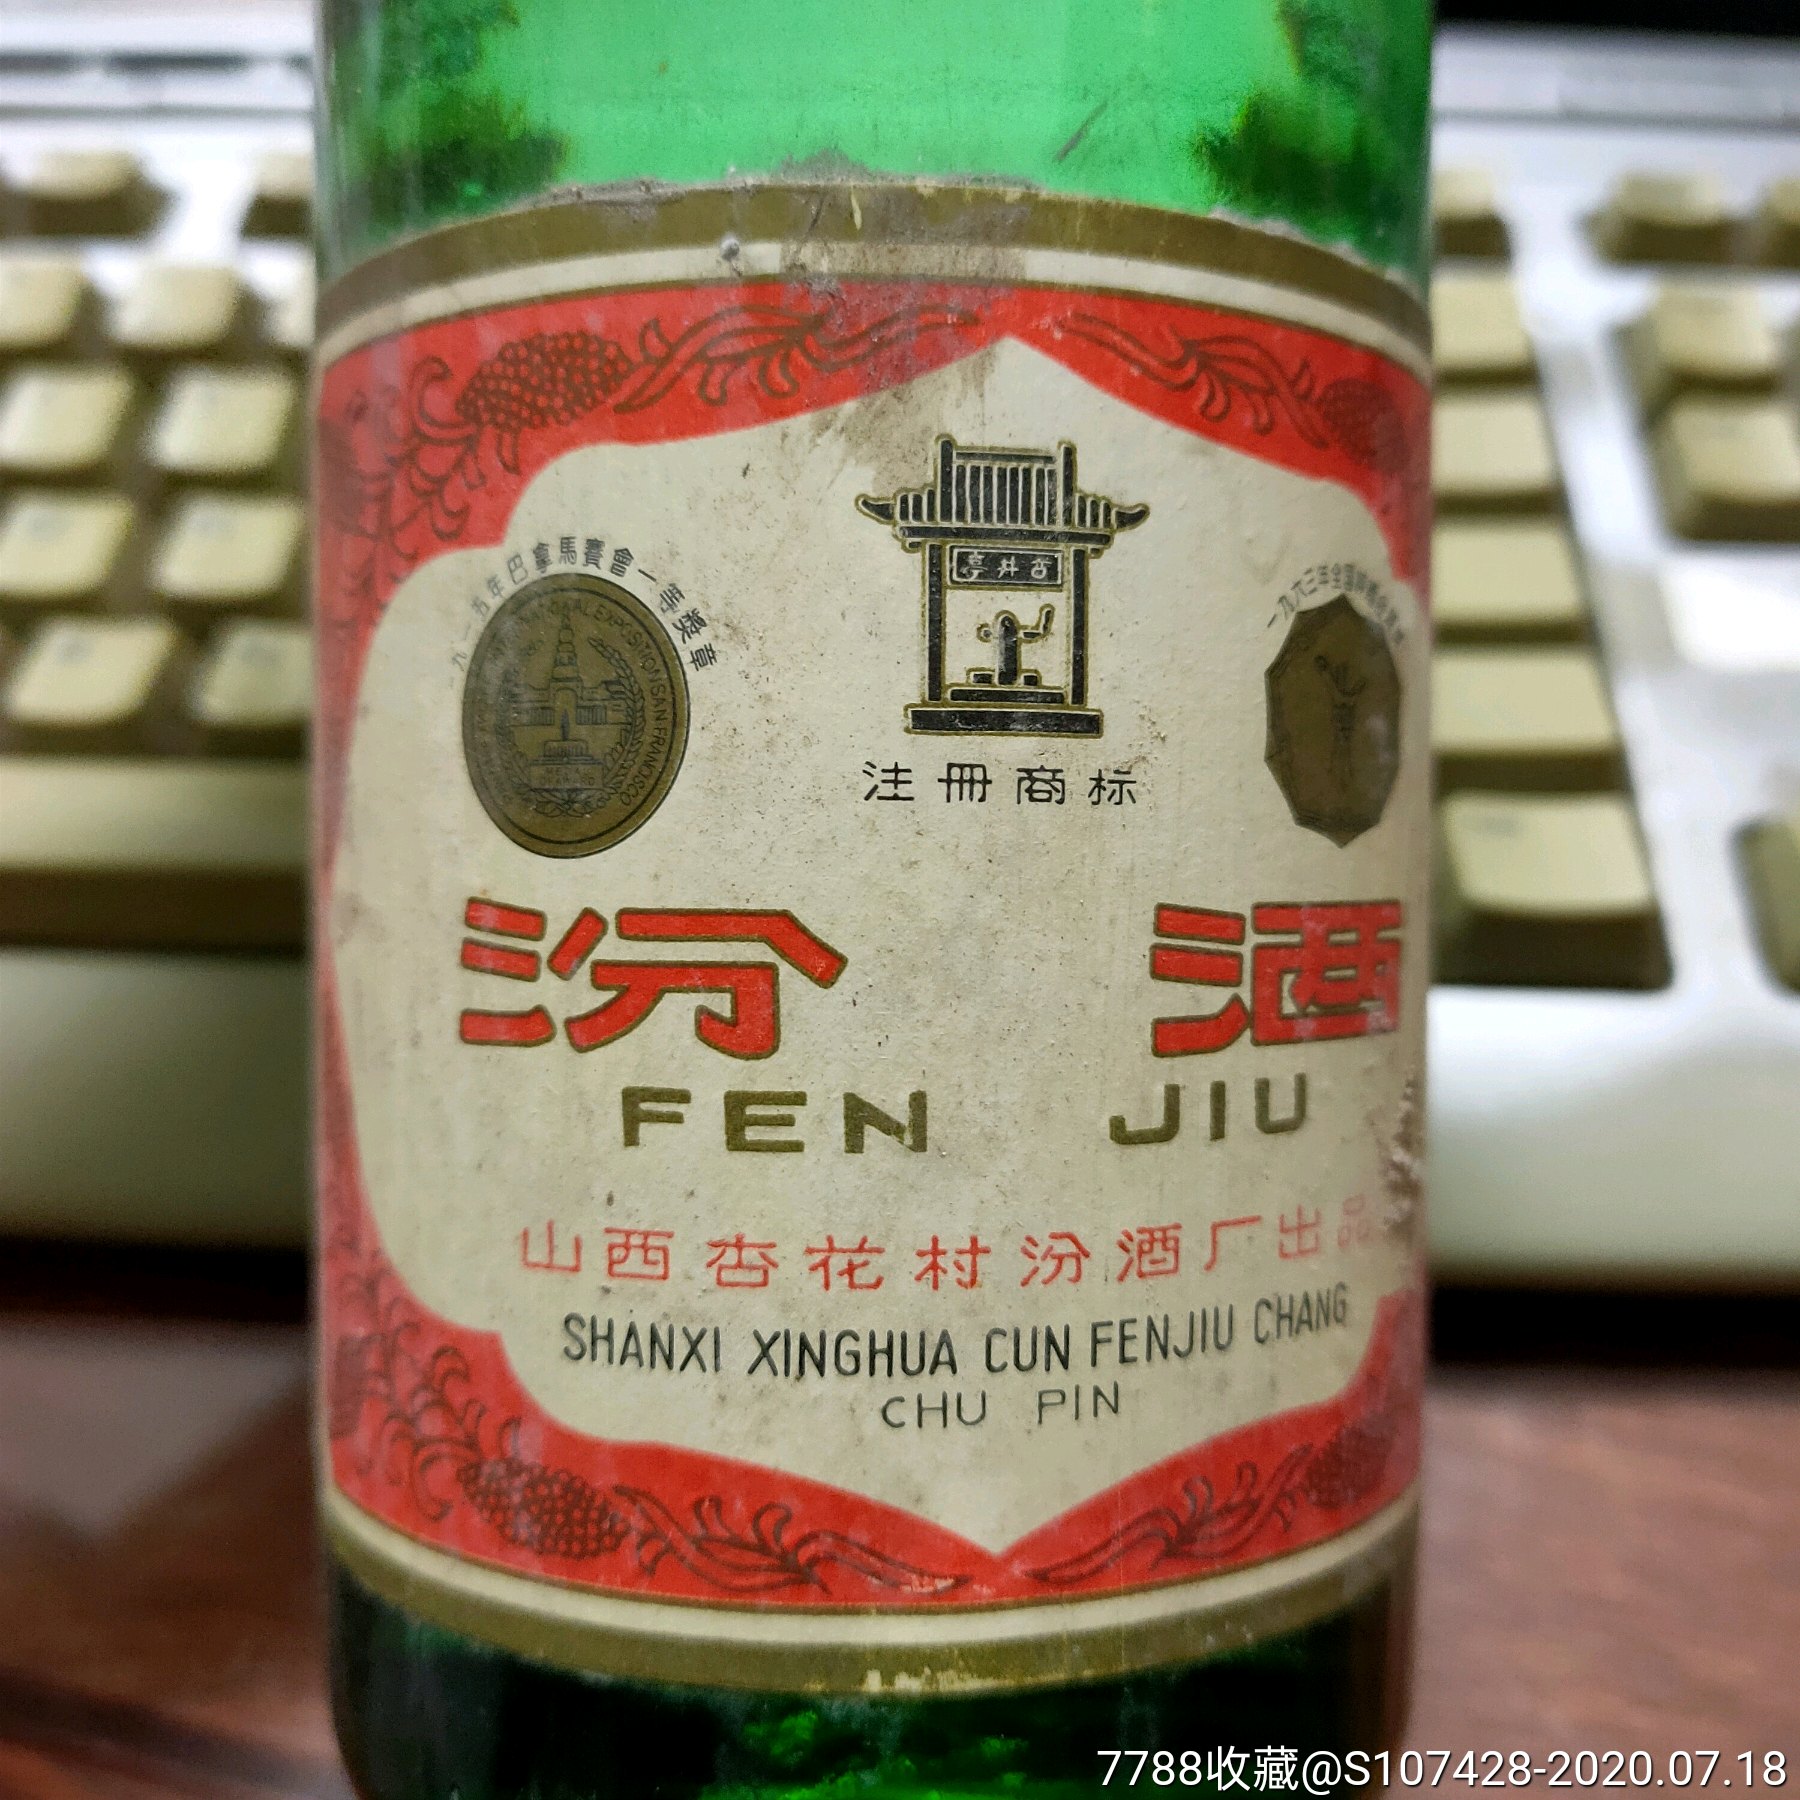 一九一五年巴拿馬賽會一等獎章
亭井古
注冊商标
汾酒
FEN JIU
山西杏花村汾酒厂出品
SHANXI XINGHUA CUN FENJIU CHANG
CHU PIN
7788收藏@S107428-2020.07.18